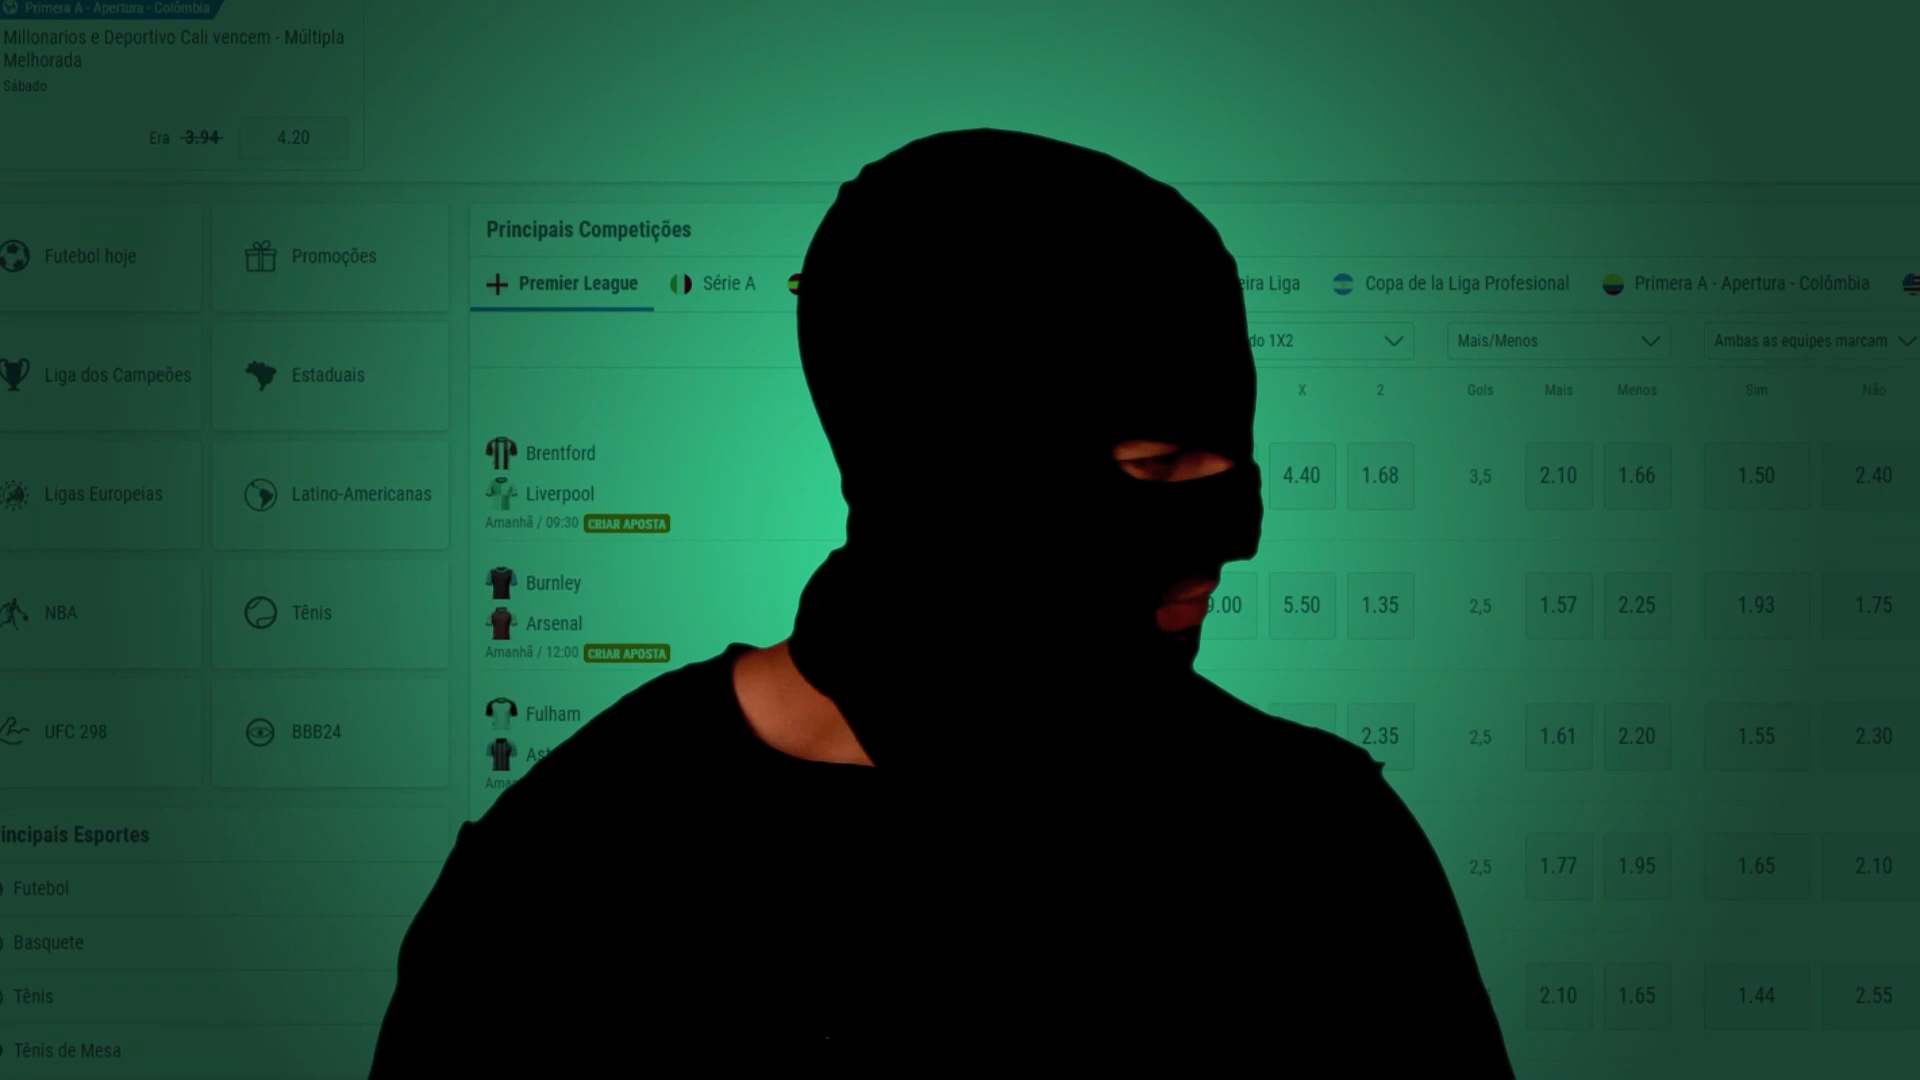 Primera A - Apertura - Colômbia
Millonarios e Deportivo Cali vencem - Múltipla
Melhorada
Sábado
Era 3.94 4.20
Futebol hoje
Promoções
Liga dos Campeões
Estaduais
Ligas Europeias
Latino-Americanas
NBA
Tênis
UFC 298
BBB24
incipais Esportes
Futebol
Basquete
Tênis
Tênis de Mesa
Principais Competições
Premier League Série A eira Liga Copa de la Liga Profesional Primera A - Apertura - Colômbia
do 1X2 Mais/Menos Ambas as equipes marcam
X 2 Gols Mais Menos Sim Não
Brentford
Liverpool
Amanhã / 09:30 CRIAR APOSTA
4.40 1.68 3,5 2.10 1.66 1.50 2.40
Burnley
Arsenal
Amanhã / 12:00 CRIAR APOSTA
9.00 5.50 1.35 2,5 1.57 2.25 1.93 1.75
Fulham
Ast
Aman
2.35 2,5 1.61 2.20 1.55 2.30
2,5 1.77 1.95 1.65 2.10
2.10 1.65 1.44 2.55